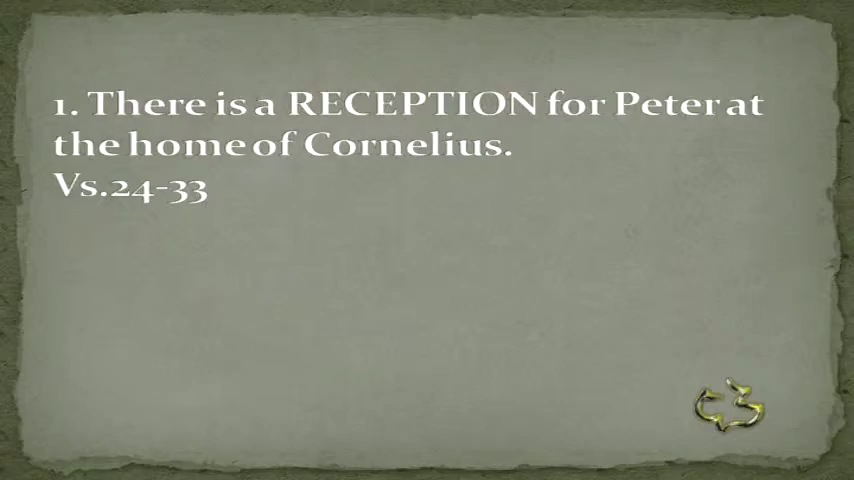 1. There is a RECEPTION for Peter at
the home of Cornelius.
Vs.24-33